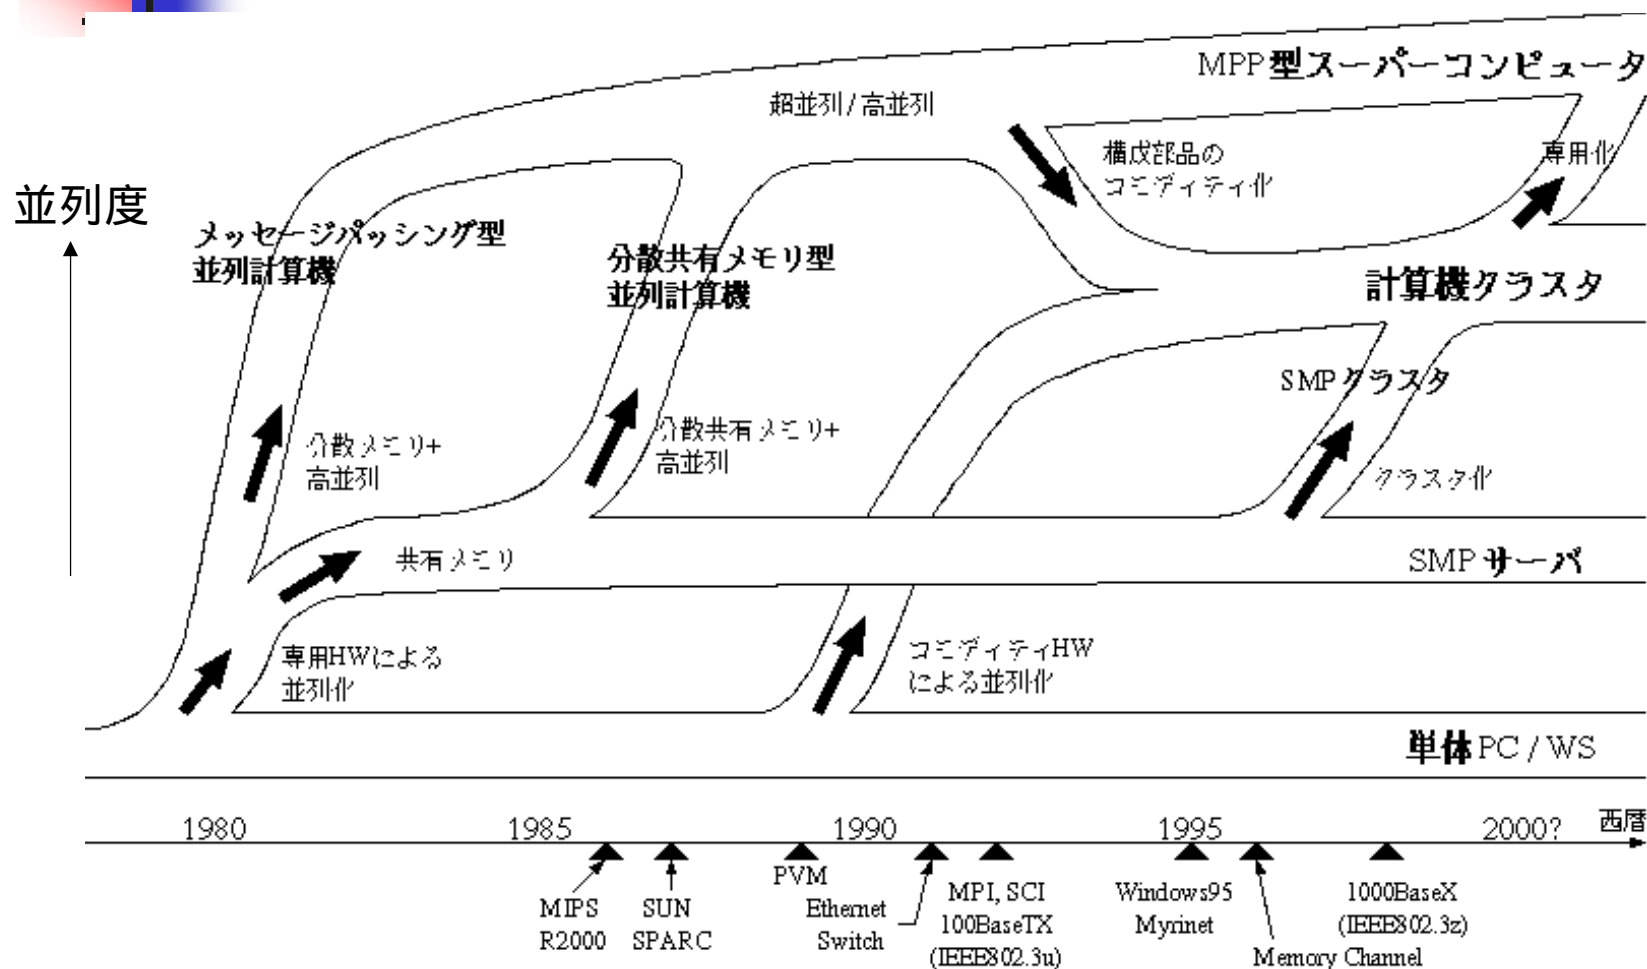 MPP型スーパーコンピュータ
超並列/高並列
構成部品の
コモディティ化
専用化
並列度
メッセージパッシング型
並列計算機
分散共有メモリ型
並列計算機
計算機クラスタ
SMPクラスタ
分散メモリ+
高並列
分散共有メモリ+
高並列
クラスタ化
共有メモリ
SMPサーバ
専用HWによる
並列化
コモディティHW
による並列化
単体PC / WS
1980
1985
1990
1995
2000?
西暦
MIPS
R2000
SUN
SPARC
PVM
Ethernet
Switch
MPI, SCI
100BaseTX
(IEEE802.3u)
Windows95
Myrinet
Memory Channel
1000BaseX
(IEEE802.3z)